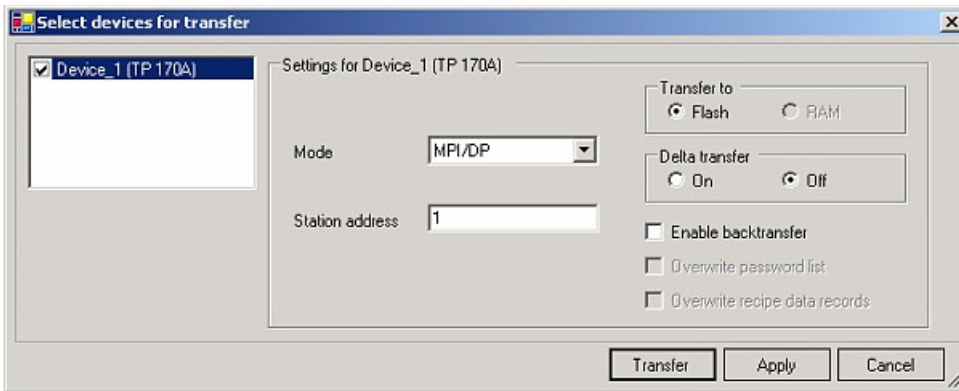 Select devices for transfer
Device_1 (TP 170A)
Settings for Device_1 (TP 170A)
Transfer to
Flash RAM
Mode MPI/DP
Delta transfer
On Off
Station address 1
Enable backtransfer
Overwrite password list
Overwrite recipe data records
Transfer Apply Cancel